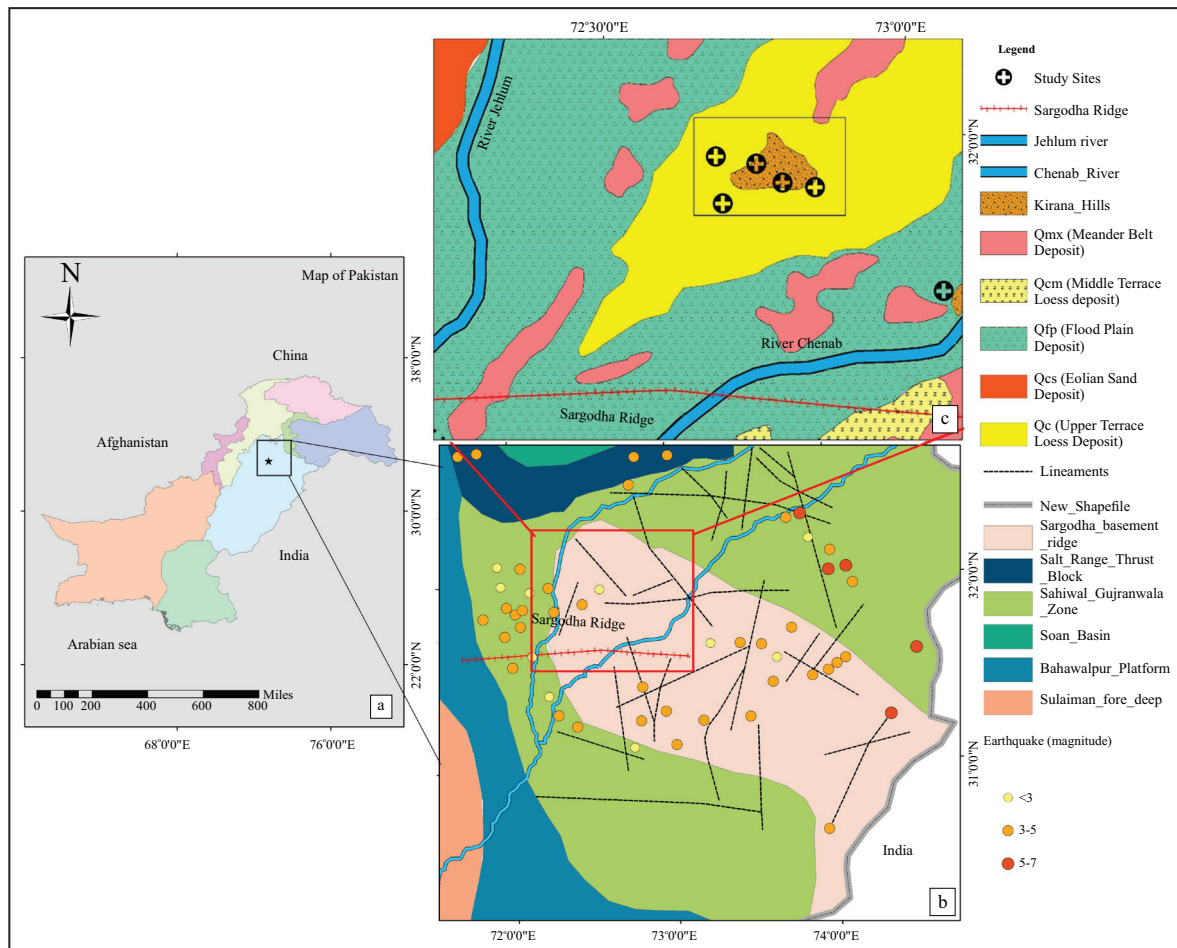 72°30'0"E
73°0'0"E
River Jehlum
32°0'0"N
River Chenab
Sargodha Ridge
c
Legend
Study Sites
Sargodha Ridge
Jehlum river
Chenab_River
Kirana_Hills
Qmx (Meander Belt
Deposit)
Qcm (Middle Terrace
Loess deposit)
Qfp (Flood Plain
Deposit)
Qcs (Eolian Sand
Deposit)
Qc (Upper Terrace
Loess Deposit)
Lineaments
New_Shapefile
Sargodha_basement
_ridge
Salt_Range_Thrust
_Block
Sahiwal_Gujranwala
_Zone
Soan_Basin
Bahawalpur_Platform
Sulaiman_fore_deep
Earthquake (magnitude)
<3
3-5
5-7
N
Map of Pakistan
China
Afghanistan
India
Arabian sea
0 100 200 400 600 800
Miles
a
38°0'0"N
30°0'0"N
22°0'0"N
68°0'0"E
76°0'0"E
Sargodha Ridge
India
b
32°0'0"N
31°0'0"N
72°0'0"E
73°0'0"E
74°0'0"E